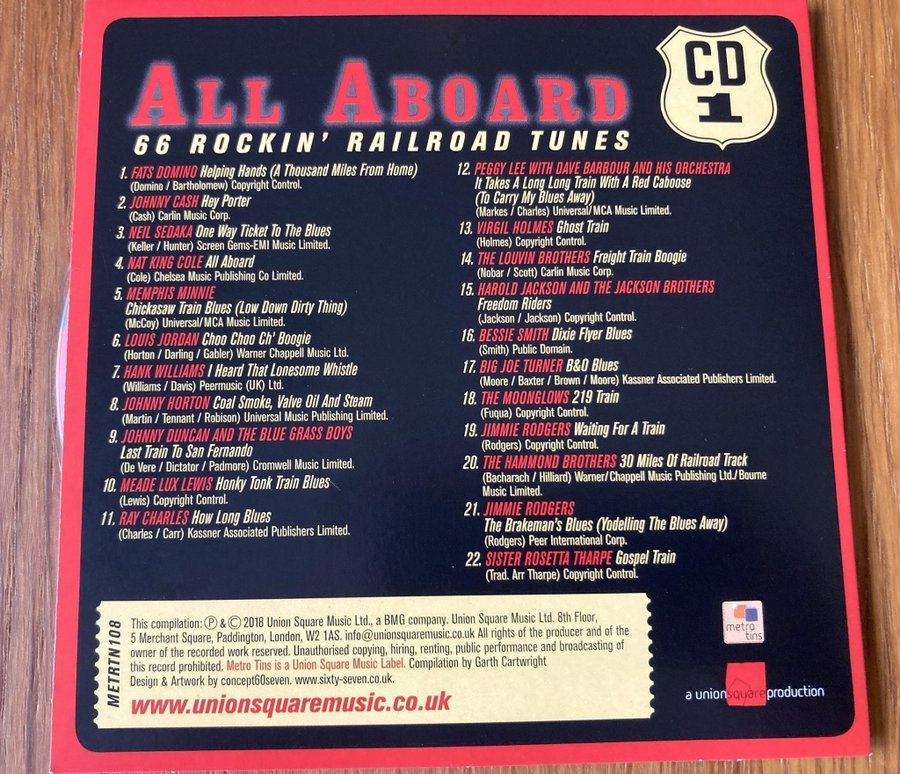 CD
1
ALL ABOARD
66 ROCKIN' RAILROAD TUNES
1. FATS DOMINO Helping Hands (A Thousand Miles From Home)
(Domino / Bartholomew) Copyright Control.
2. JOHNNY CASH Hey Porter
(Cash) Carlin Music Corp.
3. NEIL SEDAKA One Way Ticket To The Blues
(Keller / Hunter) Screen Gems-EMI Music Limited.
4. NAT KING COLE All Aboard
(Cole) Chelsea Music Publishing Co Limited.
5. MEMPHIS MINNIE
Chickasaw Train Blues (Low Down Dirty Thing)
(McCoy) Universal/MCA Music Limited.
6. LOUIS JORDAN Choo Choo Ch' Boogie
(Horton / Darling / Gabler) Warner Chappell Music Ltd.
7. HANK WILLIAMS I Heard That Lonesome Whistle
(Williams / Davis) Peermusic (UK) Ltd.
8. JOHNNY HORTON Coal Smoke, Valve Oil And Steam
(Martin / Tennant / Robison) Universal Music Publishing Limited.
9. JOHNNY DUNCAN AND THE BLUE GRASS BOYS
Last Train To San Fernando
(De Vere / Dictator / Padmore) Cromwell Music Limited.
10. MEADE LUX LEWIS Honky Tonk Train Blues
(Lewis) Copyright Control.
11. RAY CHARLES How Long Blues
(Charles / Carr) Kassner Associated Publishers Limited.
12. PEGGY LEE WITH DAVE BARBOUR AND HIS ORCHESTRA
It Takes A Long Long Train With A Red Caboose
(To Carry My Blues Away)
(Markes / Charles) Universal/MCA Music Limited.
13. VIRGIL HOLMES Ghost Train
(Holmes) Copyright Control.
14. THE LOUVIN BROTHERS Freight Train Boogie
(Nobar / Scott) Carlin Music Corp.
15. HAROLD JACKSON AND THE JACKSON BROTHERS
Freedom Riders
(Jackson / Jackson) Copyright Control.
16. BESSIE SMITH Dixie Flyer Blues
(Smith) Public Domain.
17. BIG JOE TURNER B&O Blues
(Moore / Baxter / Brown / Moore) Kassner Associated Publishers Limited.
18. THE MOONGLOWS 219 Train
(Fuqua) Copyright Control.
19. JIMMIE RODGERS Waiting For A Train
(Rodgers) Copyright Control.
20. THE HAMMOND BROTHERS 30 Miles Of Railroad Track
(Bacharach / Hilliard) Warner/Chappell Music Publishing Ltd./Bourne
Music Limited.
21. JIMMIE RODGERS
The Brakeman's Blues (Yodelling The Blues Away)
(Rodgers) Peer International Corp.
22. SISTER ROSETTA THARPE Gospel Train
(Trad. Arr Tharpe) Copyright Control.
METRTN108
This compilation: Ⓟ & © 2018 Union Square Music Ltd., a BMG company. Union Square Music Ltd. 8th Floor,
5 Merchant Square, Paddington, London, W2 1AS. info@unionsquaremusic.co.uk All rights of the producer and of the
owner of the recorded work reserved. Unauthorised copying, hiring, renting, public performance and broadcasting of
this record prohibited. Metro Tins is a Union Square Music Label. Compilation by Garth Cartwright
Design & Artwork by concept60seven. www.sixty-seven.co.uk.
www.unionsquaremusic.co.uk
metro
tins
a unionsquareproduction